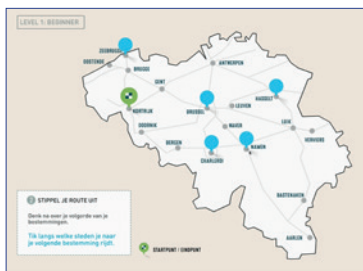 LEVEL 1: BEGINNER
ZEEBRUGGE
OOSTENDE
BRUGGE
ANTWERPEN
GENT
HASSELT
KORTRIJK
BRUSSEL
LEUVEN
DOORNIK
WAVER
LUIK
VERVIERS
BERGEN
NAMEN
CHARLEROI
BASTENAKEN
AARLEN
2 STIPPEL JE ROUTE UIT
Denk na over je volgorde van je
bestemmingen.
Tik langs welke steden je naar
je volgende bestemming rijdt.
STARTPUNT / EINDPUNT